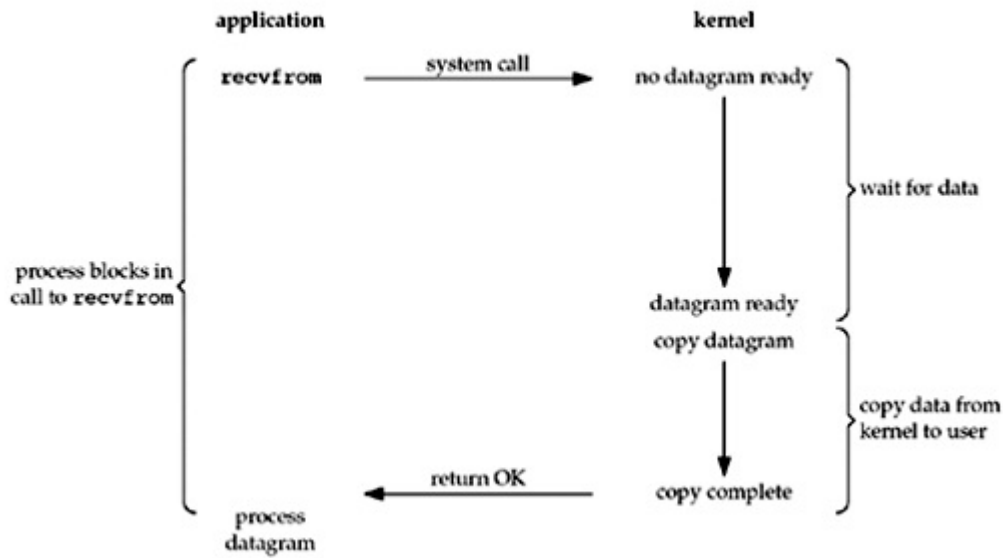 application kernel
recvfrom system call no datagram ready
wait for data
process blocks in
call to recvfrom
datagram ready
copy datagram
copy data from
kernel to user
return OK copy complete
process
datagram